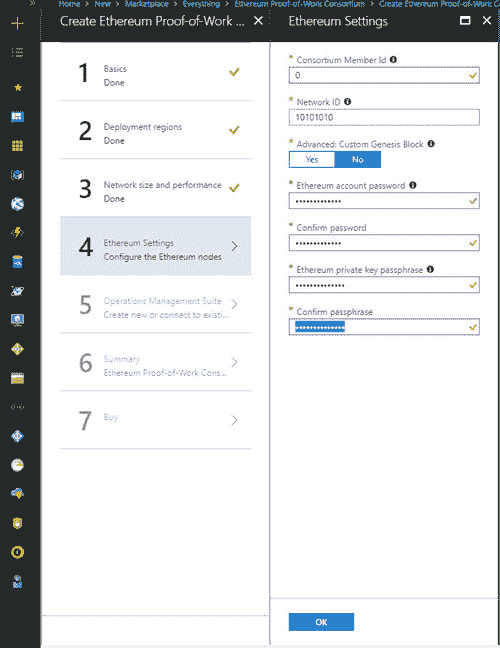 Home > New > Marketplace > Everything > Ethereum Proof-of-Work Consortium > Create Ethereum Proof-of-Work Consortium
Create Ethereum Proof-of-Work ...
1
Basics
Done
2
Deployment regions
Done
3
Network size and performance
Done
4
Ethereum Settings
Configure the Ethereum nodes
5
Operations Management Suite
Create new or connect to existi...
6
Summary
Ethereum Proof-of-Work Cons...
7
Buy
Ethereum Settings
* Consortium Member Id
0
* Network ID
10101010
* Advanced: Custom Genesis Block
Yes No
* Ethereum account password
•••••••••••••
* Confirm password
•••••••••••••
* Ethereum private key passphrase
••••••••••••••
* Confirm passphrase
••••••••••••••
OK